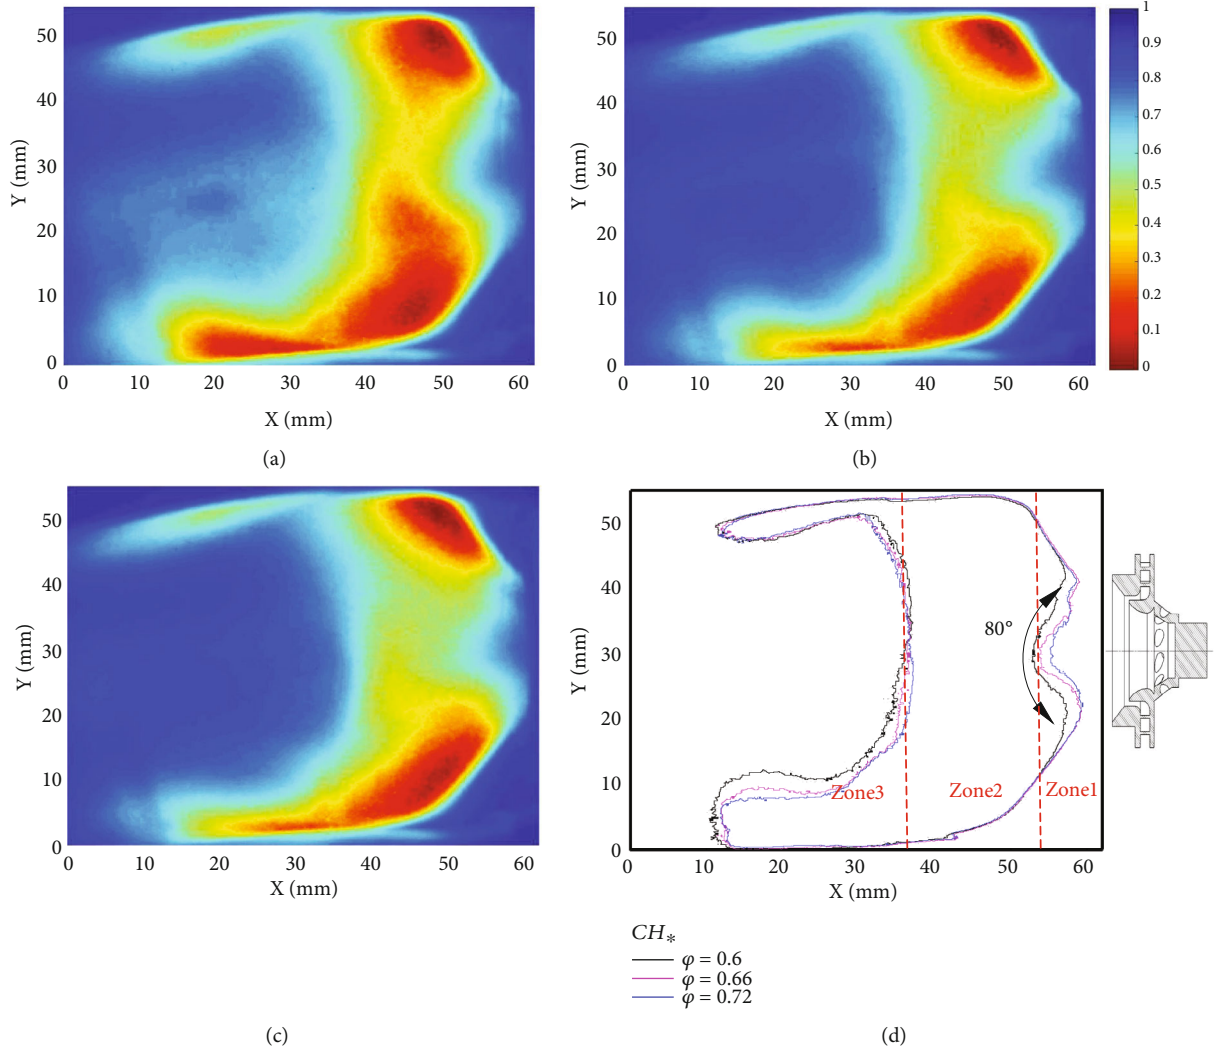 50
40
30
20
10
0
Y (mm)
0 10 20 30 40 50 60
X (mm)
(a)
50
40
30
20
10
0
Y (mm)
0 10 20 30 40 50 60
X (mm)
(b)
1
0.9
0.8
0.7
0.6
0.5
0.4
0.3
0.2
0.1
0
50
40
30
20
10
0
Y (mm)
0 10 20 30 40 50 60
X (mm)
(c)
50
40
30
20
10
0
Y (mm)
80°
Zone3 Zone2 Zone1
0 10 20 30 40 50 60
X (mm)
CH*
φ = 0.6
φ = 0.66
φ = 0.72
(d)